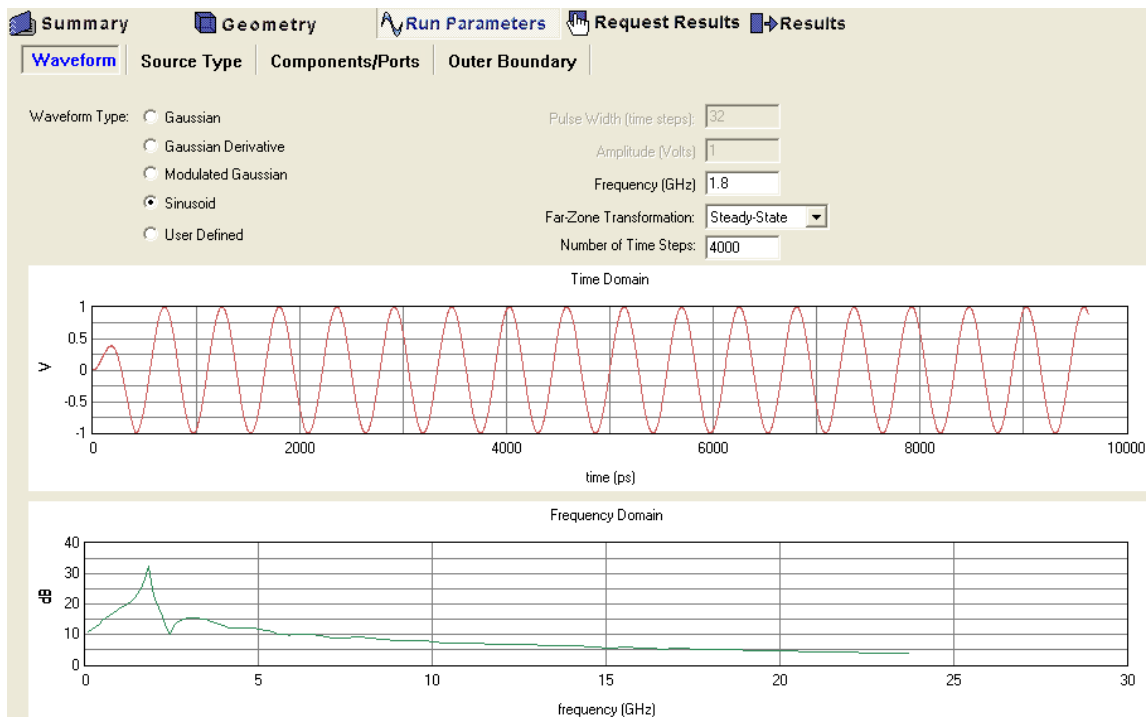 Summary Geometry Run Parameters Request Results Results
Waveform Source Type Components/Ports Outer Boundary
Waveform Type: Gaussian Pulse Width (time steps): 32
Gaussian Derivative Amplitude (Volts) 1
Modulated Gaussian Frequency (GHz) 1.8
Sinusoid Far-Zone Transformation: Steady-State
User Defined Number of Time Steps: 4000
Time Domain
1
0.5
0
-0.5
-1
V
0 2000 4000 6000 8000 10000
time (ps)
Frequency Domain
40
30
20
10
0
dB
0 5 10 15 20 25 30
frequency (GHz)